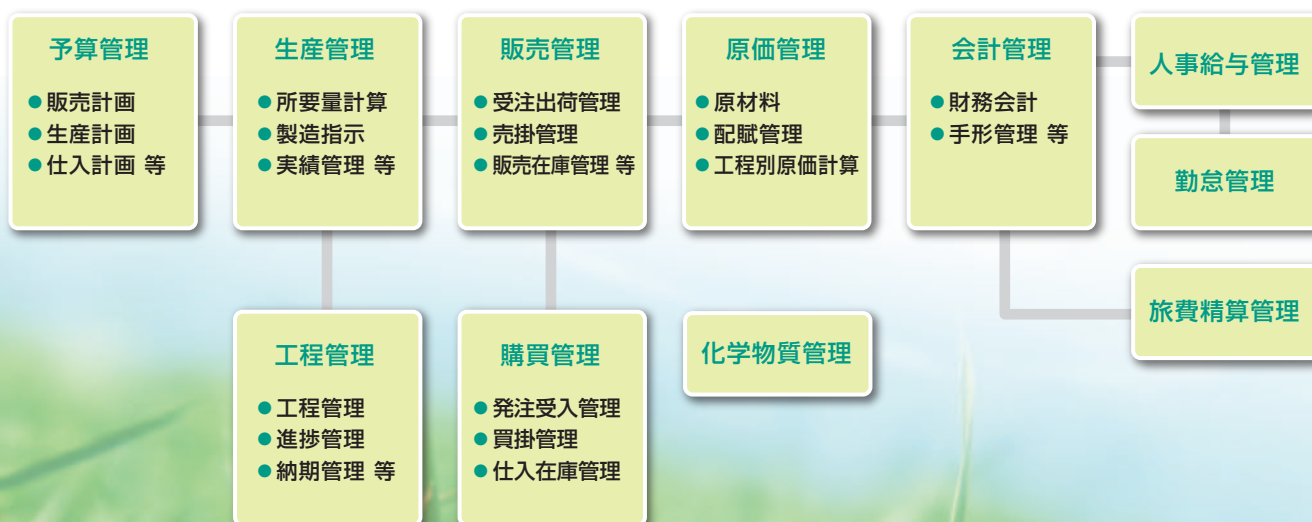 予算管理
●販売計画
●生産計画
●仕入計画 等
生産管理
●所要量計算
●製造指示
●実績管理 等
販売管理
●受注出荷管理
●売掛管理
●販売在庫管理 等
原価管理
●原材料
●配賦管理
●工程別原価計算
会計管理
●財務会計
●手形管理 等
人事給与管理
勤怠管理
旅費精算管理
工程管理
●工程管理
●進捗管理
●納期管理 等
購買管理
●発注受入管理
●買掛管理
●仕入在庫管理
化学物質管理